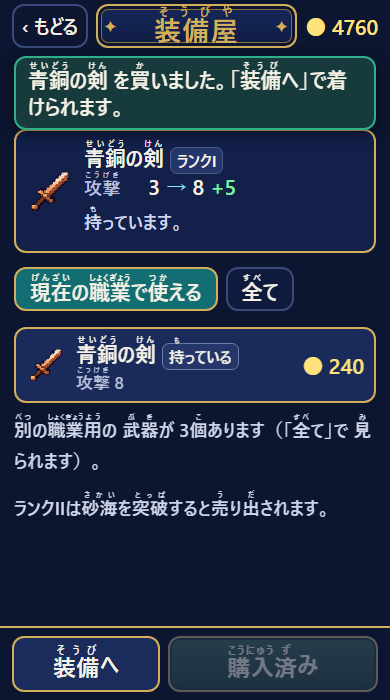 ‹ もどる
装備屋
4760
青銅の剣 を買いました。「装備へ」で着
けられます。
青銅の剣 ランクI
攻撃 3 → 8 +5
持っています。
現在の職業で使える 全て
青銅の剣 持っている
攻撃 8
240
別の職業用の 武器が 3個あります（「全て」で 見
られます）。
ランクIIは砂海を突破すると売り出されます。
装備へ 購入済み